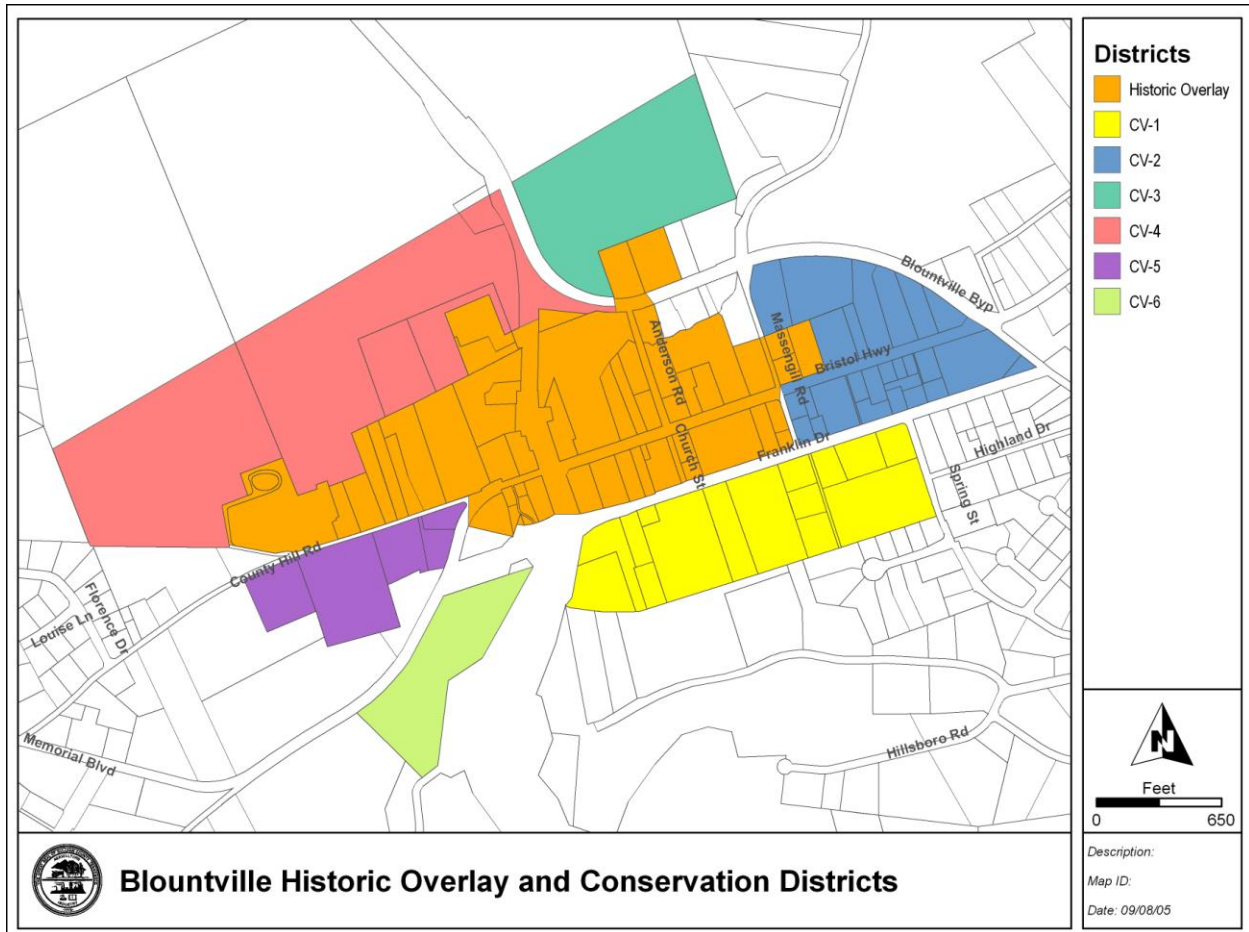 Districts
Historic Overlay
CV-1
CV-2
CV-3
CV-4
CV-5
CV-6
Blountville Byp
Massengill Rd
Anderson Rd
Bristol Hwy
Church St
Franklin Dr
Highland Dr
Spring St
County Hill Rd
Florence Dr
Louise Ln
Memorial Blvd
Hillsboro Rd
N
Feet
0 650
Blountville Historic Overlay and Conservation Districts
Description:
Map ID:
Date: 09/08/05